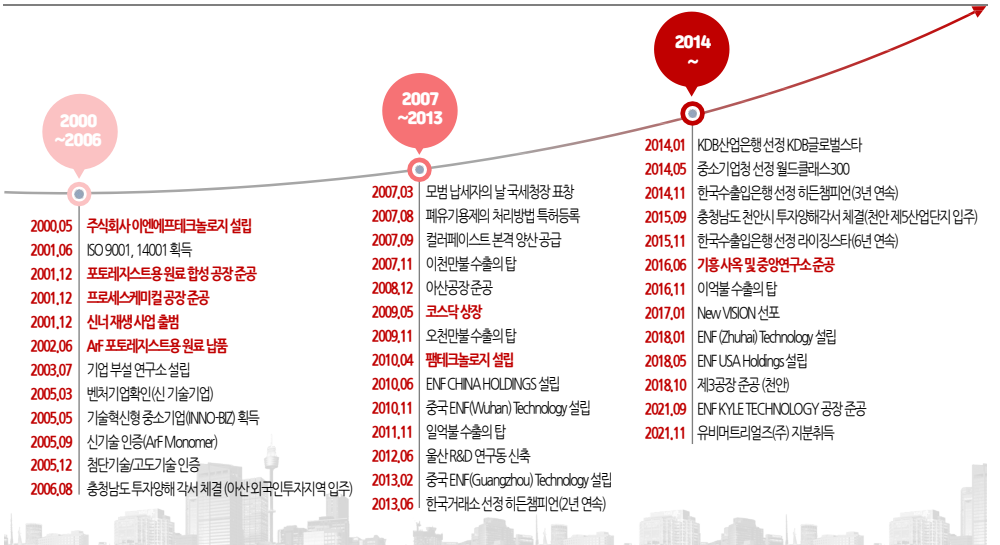 2000
~2006
2000.05 주식회사 이엔에프테크놀로지 설립
2001.06 ISO 9001, 14001 획득
2001.12 포토레지스트용 원료 합성 공장 준공
2001.12 프로세스케미컬 공장 준공
2001.12 신너 재생 사업 출범
2002.06 ArF 포토레지스트용 원료 납품
2003.07 기업 부설 연구소 설립
2005.03 벤처기업확인(신 기술기업)
2005.05 기술혁신형 중소기업(INNO-BIZ) 획득
2005.09 신기술 인증(ArF Monomer)
2005.12 첨단기술/고도기술 인증
2006.08 충청남도 투자양해 각서 체결 (아산 외국인투자지역 입주)
2007
~2013
2007.03 모범 납세자의 날 국세청장 표창
2007.08 폐유기용제의 처리방법 특허등록
2007.09 컬러페이스트 본격 양산 공급
2007.11 이천만불 수출의 탑
2008.12 아산공장 준공
2009.05 코스닥 상장
2009.11 오천만불 수출의 탑
2010.04 팸테크놀로지 설립
2010.06 ENF CHINA HOLDINGS 설립
2010.11 중국 ENF(Wuhan) Technology 설립
2011.11 일억불 수출의 탑
2012.06 울산 R&D 연구동 신축
2013.02 중국 ENF(Guangzhou) Technology 설립
2013.06 한국거래소 선정 히든챔피언(2년 연속)
2014
~
2014.01 KDB산업은행 선정 KDB글로벌스타
2014.05 중소기업청 선정 월드클래스300
2014.11 한국수출입은행 선정 히든챔피언(3년 연속)
2015.09 충청남도 천안시 투자양해각서 체결(천안 제5산업단지 입주)
2015.11 한국수출입은행 선정 라이징스타(6년 연속)
2016.06 기흥 사옥 및 중앙연구소 준공
2016.11 이억불 수출의 탑
2017.01 New VISION 선포
2018.01 ENF (Zhuhai) Technology 설립
2018.05 ENF USA Holdings 설립
2018.10 제3공장 준공 (천안)
2021.09 ENF KYLE TECHNOLOGY 공장 준공
2021.11 유비머트리얼즈(주) 지분취득